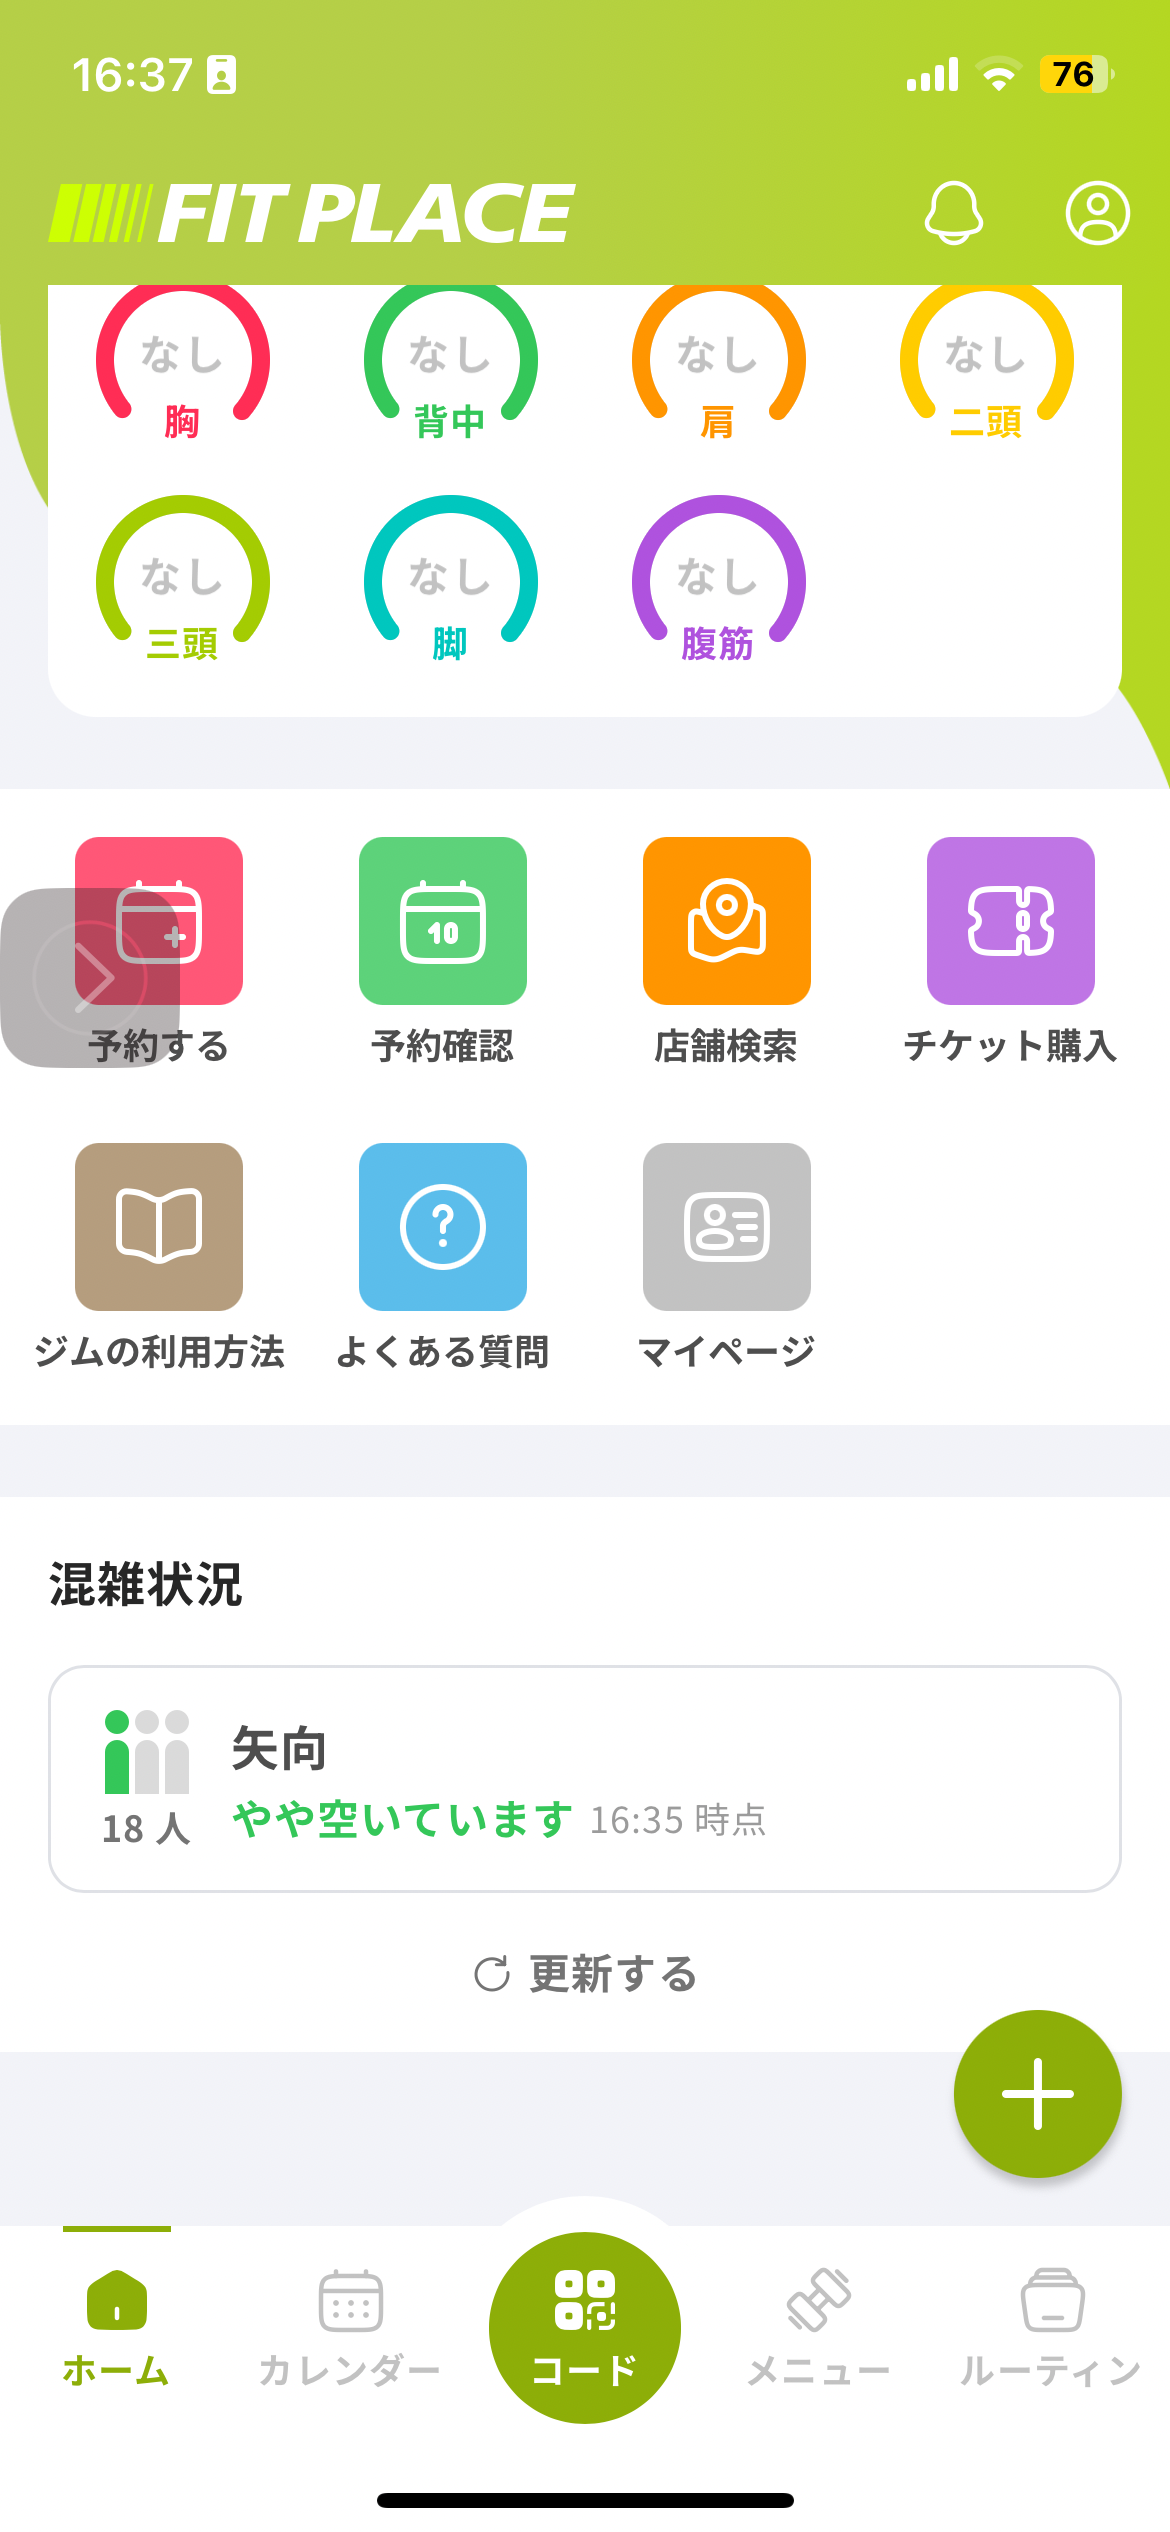 16:37
76
FIT PLACE
なし なし なし なし
胸 背中 肩 二頭
なし なし なし
三頭 脚 腹筋
10
予約する 予約確認 店舗検索 チケット購入
?
ジムの利用方法 よくある質問 マイページ
混雑状況
矢向
やや空いています 16:35 時点
18 人
更新する
ホーム カレンダー コード メニュー ルーティン